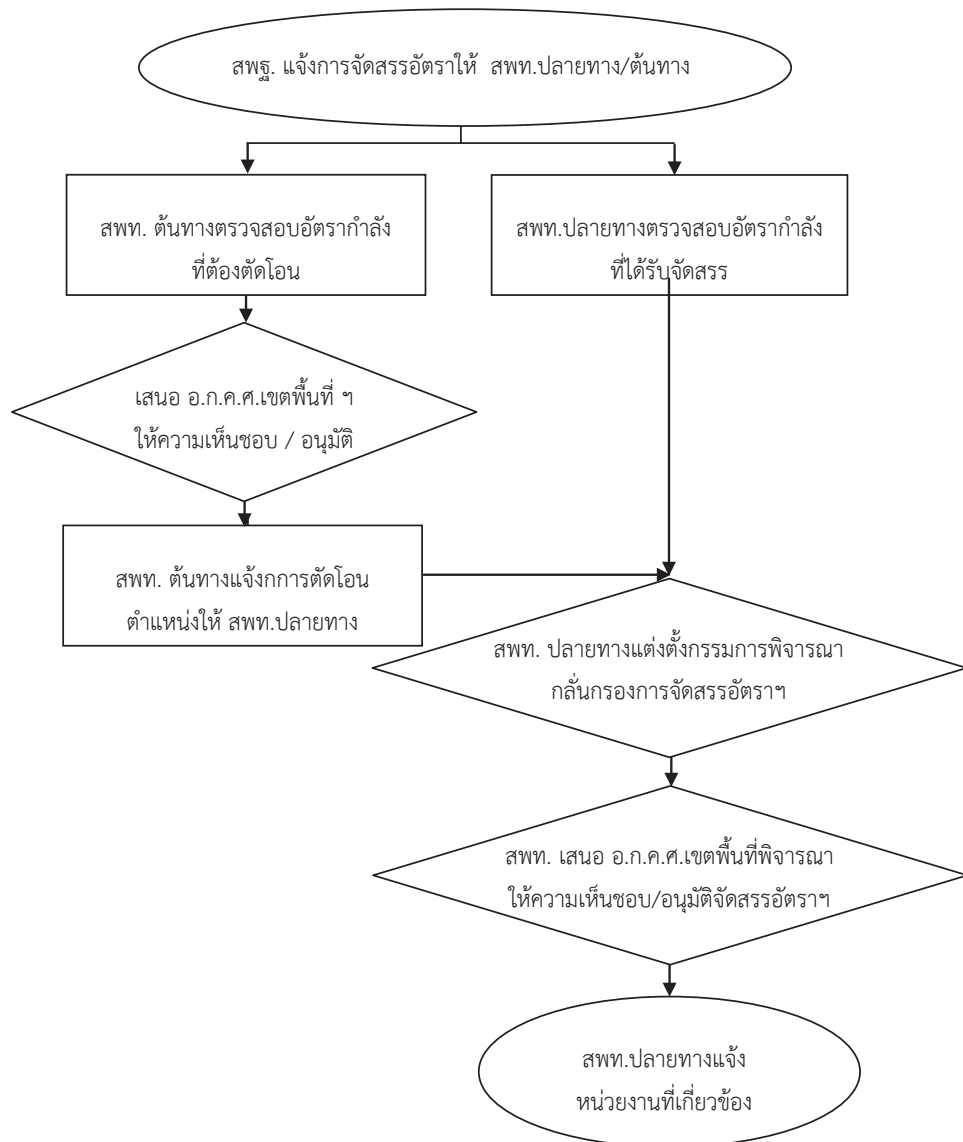 สพฐ. แจ้งการจัดสรรอัตราให้ สพท.ปลายทาง/ต้นทาง
สพท. ต้นทางตรวจสอบอัตรากำลัง
ที่ต้องตัดโอน
สพท.ปลายทางตรวจสอบอัตรากำลัง
ที่ได้รับจัดสรร
เสนอ อ.ก.ค.ศ.เขตพื้นที่ ฯ
ให้ความเห็นชอบ / อนุมัติ
สพท. ต้นทางแจ้งกการตัดโอน
ตำแหน่งให้ สพท.ปลายทาง
สพท. ปลายทางแต่งตั้งกรรมการพิจารณา
กลั่นกรองการจัดสรรอัตราฯ
สพท. เสนอ อ.ก.ค.ศ.เขตพื้นที่พิจารณา
ให้ความเห็นชอบ/อนุมัติจัดสรรอัตราฯ
สพท.ปลายทางแจ้ง
หน่วยงานที่เกี่ยวข้อง